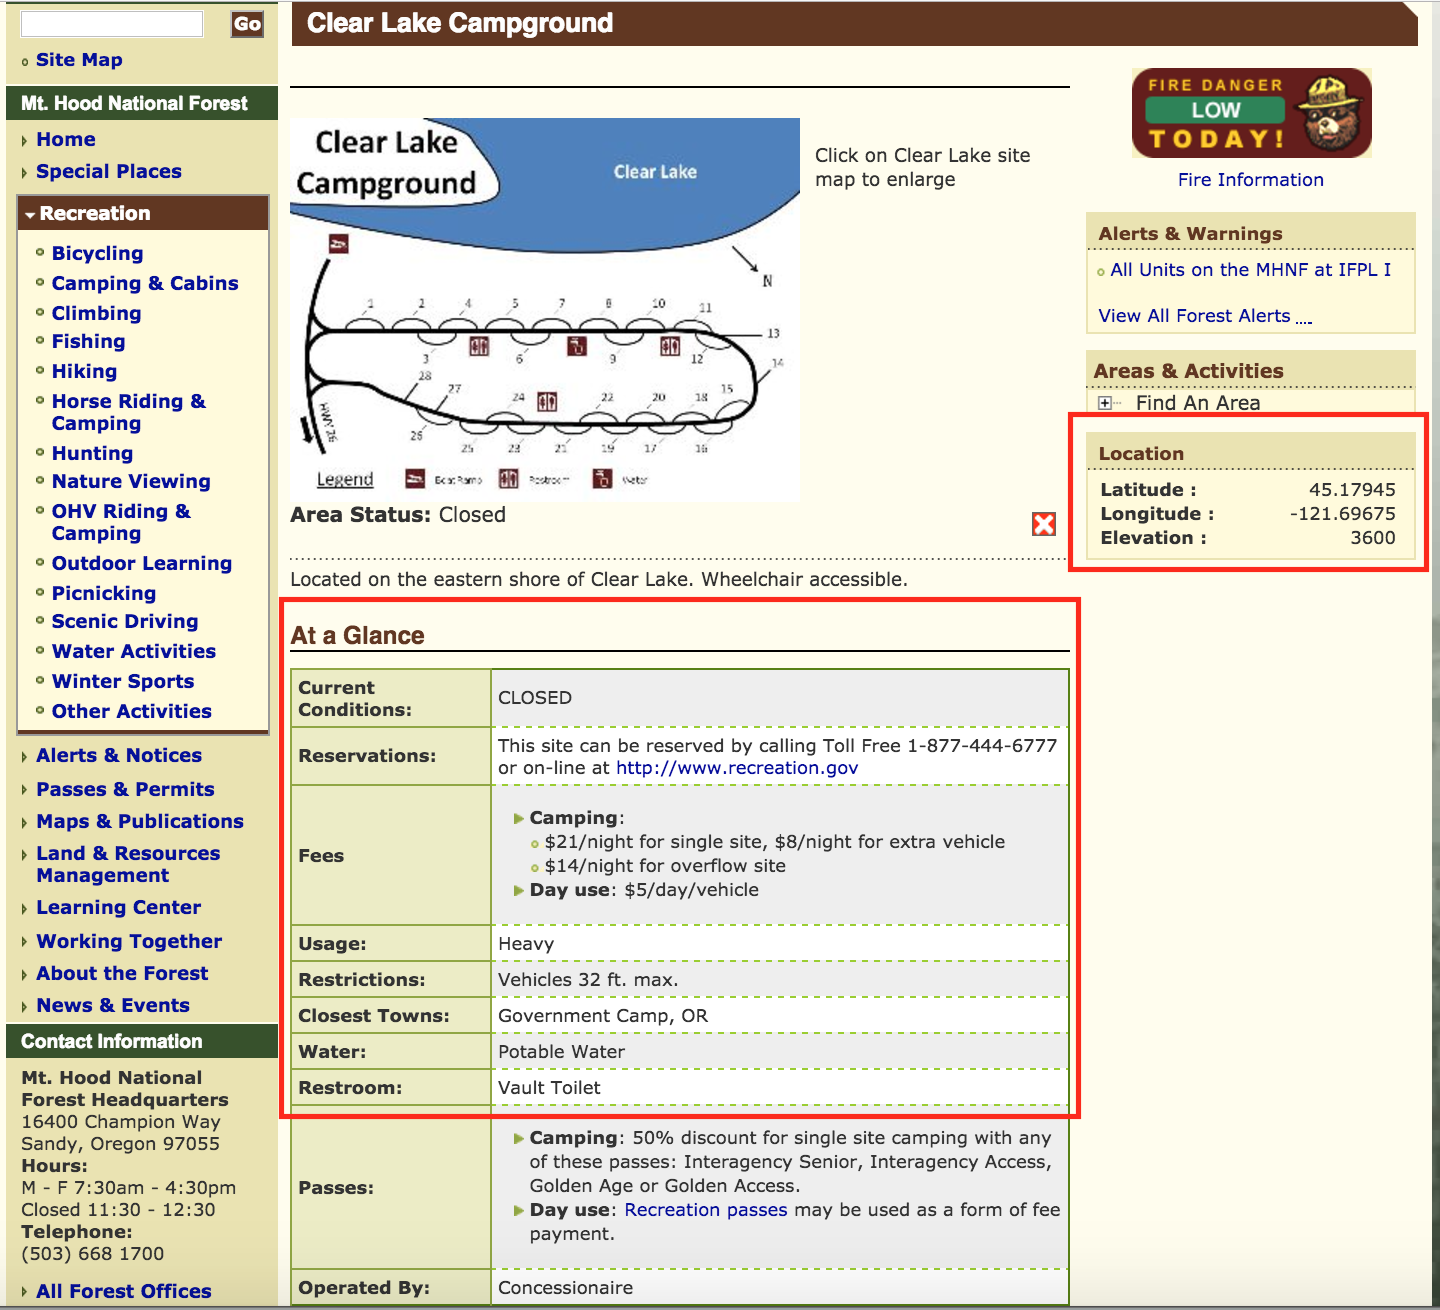 Go
Site Map
Mt. Hood National Forest
Home
Special Places
Recreation
Bicycling
Camping & Cabins
Climbing
Fishing
Hiking
Horse Riding &
Camping
Hunting
Nature Viewing
OHV Riding &
Camping
Outdoor Learning
Picnicking
Scenic Driving
Water Activities
Winter Sports
Other Activities
Alerts & Notices
Passes & Permits
Maps & Publications
Land & Resources
Management
Learning Center
Working Together
About the Forest
News & Events
Contact Information
Mt. Hood National
Forest Headquarters
16400 Champion Way
Sandy, Oregon 97055
Hours:
M - F 7:30am - 4:30pm
Closed 11:30 - 12:30
Telephone:
(503) 668 1700
All Forest Offices
Clear Lake Campground
Clear Lake
Campground
Clear Lake
N
1 2 4 5 7 8 10 11
13
3 6 9 12 14
28
27 24 22 20 18 15
26
25 23 21 19 17 16
HWY 26
Legend Boat Ramp Restroom Water
Click on Clear Lake site
map to enlarge
Area Status: Closed
Located on the eastern shore of Clear Lake. Wheelchair accessible.
At a Glance
Current
Conditions: CLOSED
Reservations: This site can be reserved by calling Toll Free 1-877-444-6777
or on-line at http://www.recreation.gov
Fees
Camping:
$21/night for single site, $8/night for extra vehicle
$14/night for overflow site
Day use: $5/day/vehicle
Usage: Heavy
Restrictions: Vehicles 32 ft. max.
Closest Towns: Government Camp, OR
Water: Potable Water
Restroom: Vault Toilet
Passes:
Camping: 50% discount for single site camping with any
of these passes: Interagency Senior, Interagency Access,
Golden Age or Golden Access.
Day use: Recreation passes may be used as a form of fee
payment.
Operated By: Concessionaire
FIRE DANGER
LOW
TODAY!
Fire Information
Alerts & Warnings
All Units on the MHNF at IFPL I
View All Forest Alerts ....
Areas & Activities
Find An Area
Location
Latitude : 45.17945
Longitude : -121.69675
Elevation : 3600